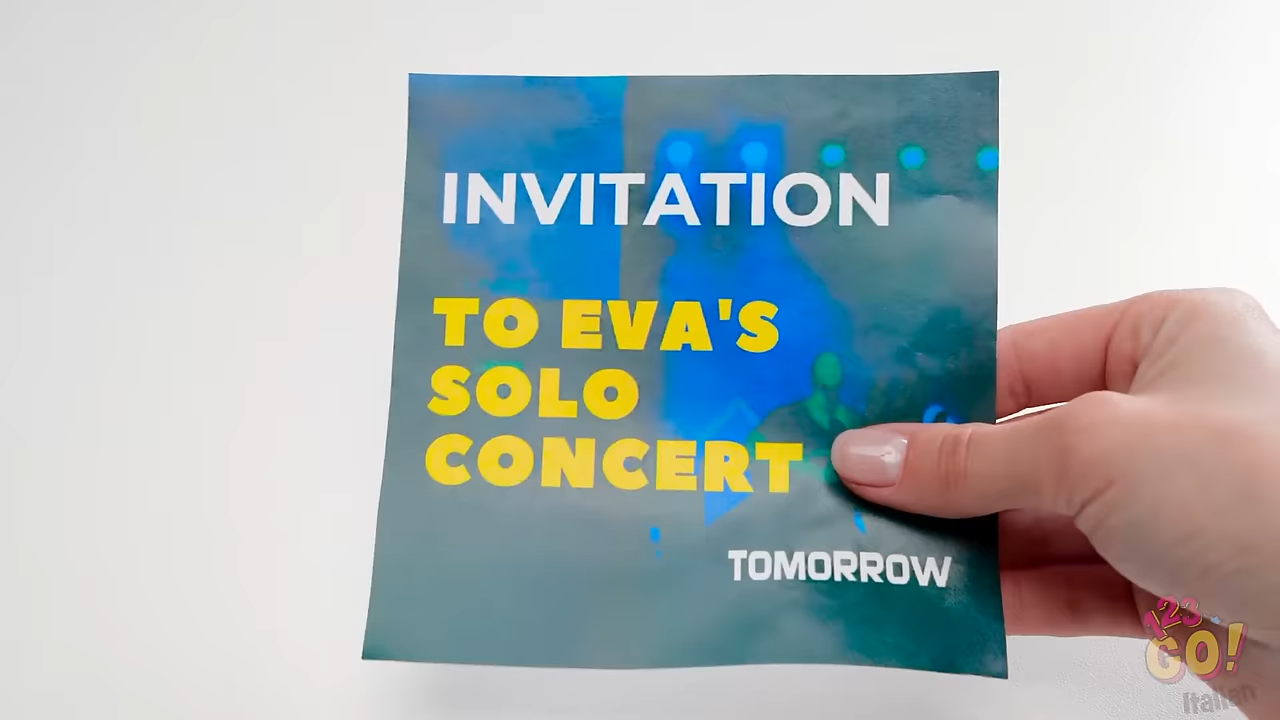 INVITATION
TO EVA'S
SOLO
CONCERT
TOMORROW
123
GO!
Italian